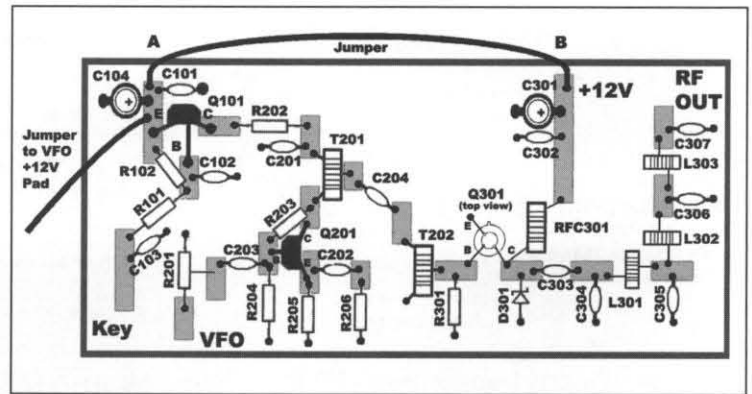 A
Jumper
B
C104
C101
C301
+12V
RF
OUT
Q101
E
C
R202
T201
C302
C307
L303
Jumper
to VFO
+12V
Pad
B
C201
R102
C102
C204
Q301
(top view)
E
RFC301
C306
R101
R203
C
Q201
T202
L302
C103
R201
C203
B
E
C202
B
C
C303
L301
R204
R205
R206
R301
D301
C304
C305
Key
VFO